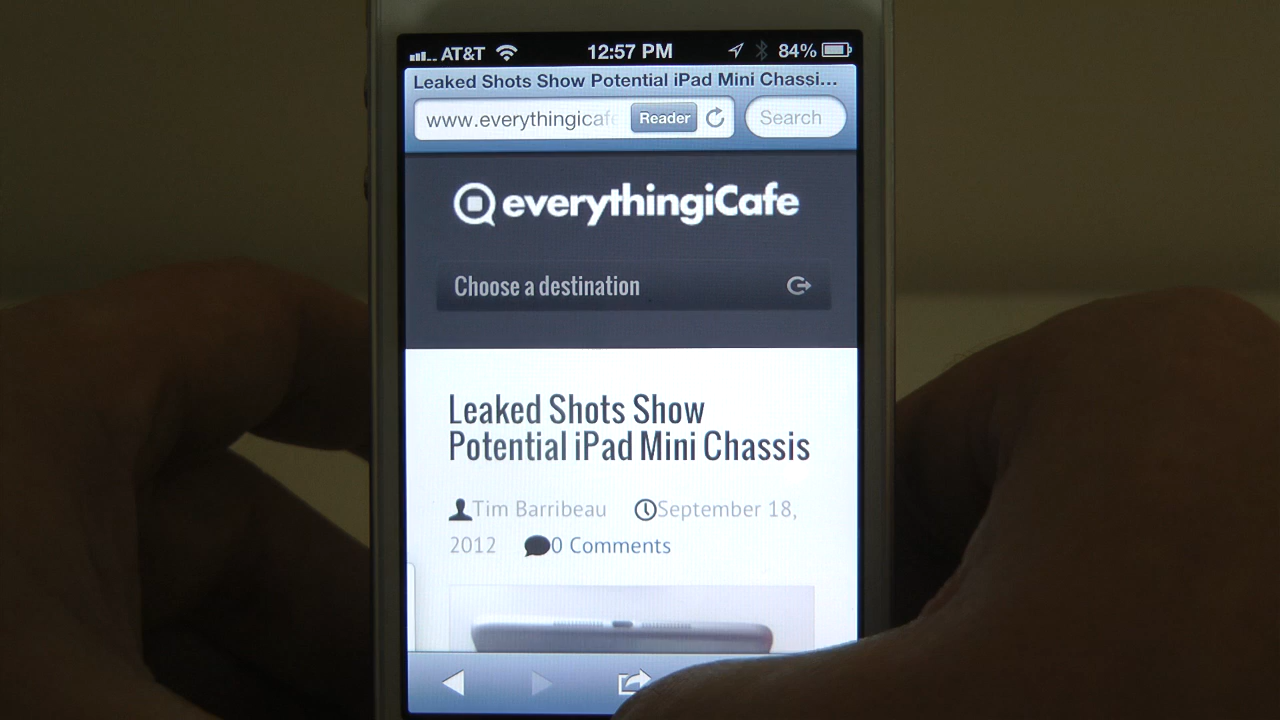 AT&T 12:57 PM 84%
Leaked Shots Show Potential iPad Mini Chassi...
www.everythingicafe Reader Search
everythingiCafe
Choose a destination
Leaked Shots Show
Potential iPad Mini Chassis
Tim Barribeau September 18,
2012 0 Comments